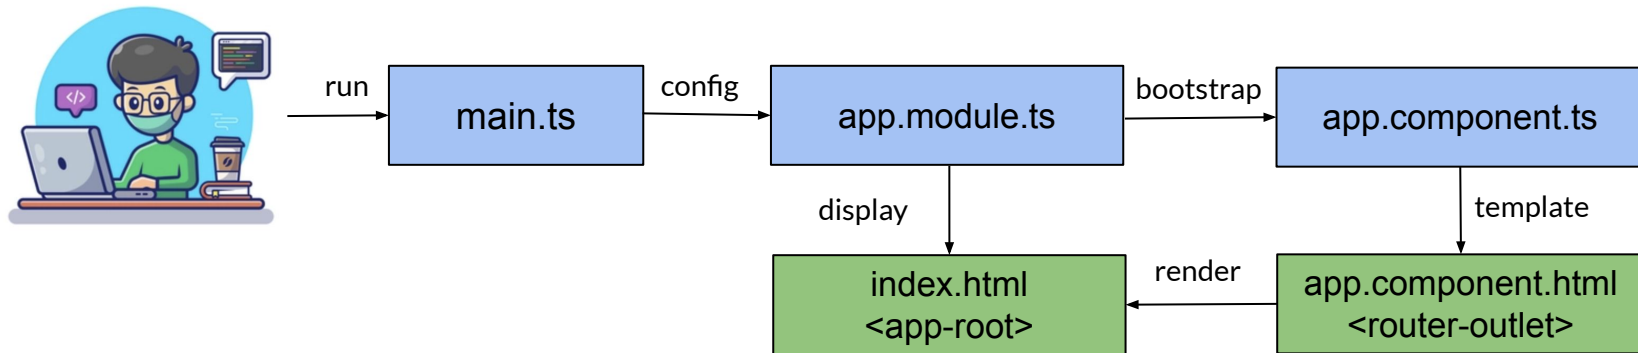 </>
run
main.ts
config
app.module.ts
bootstrap
app.component.ts
display
template
index.html
<app-root>
render
app.component.html
<router-outlet>